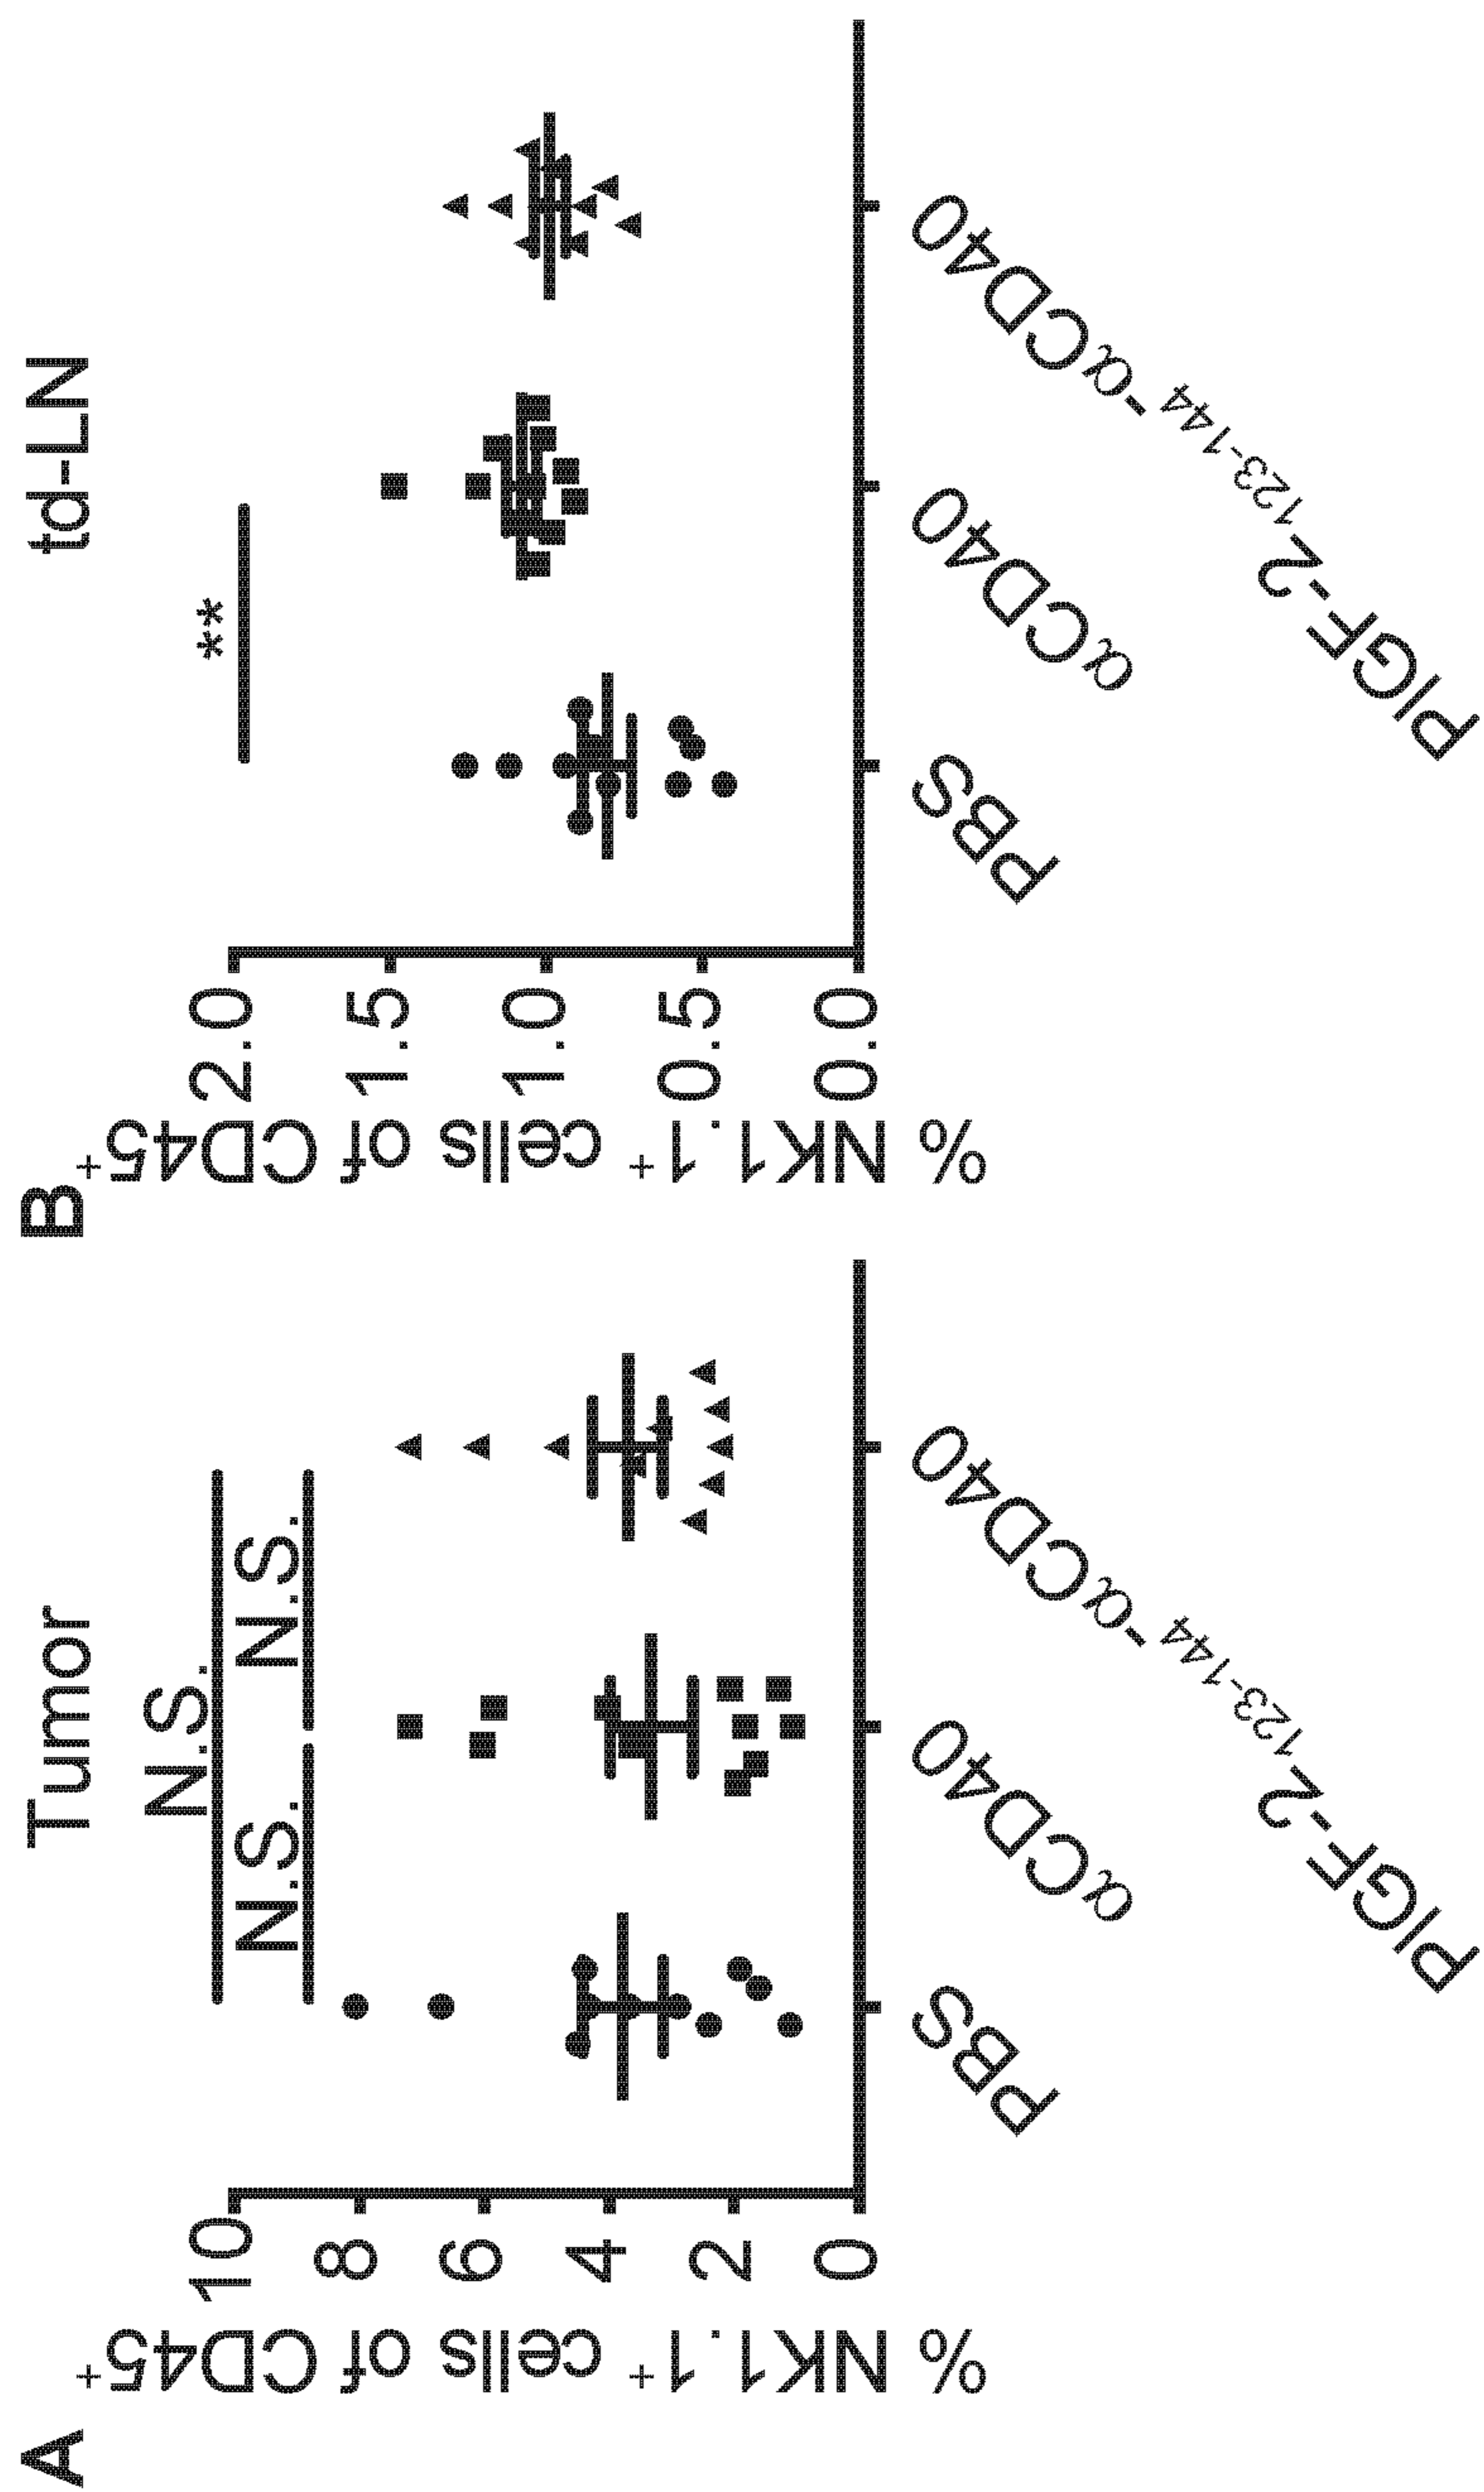 A
Tumor
% NK1.1⁺ cells of CD45⁺
10
8
6
4
2
0
N.S.
N.S. N.S.
PBS
αCD40
PlGF-2₁₂₃₋₁₄₄-αCD40
B
td-LN
% NK1.1⁺ cells of CD45⁺
2.0
1.5
1.0
0.5
0.0
**
PBS
αCD40
PlGF-2₁₂₃₋₁₄₄-αCD40